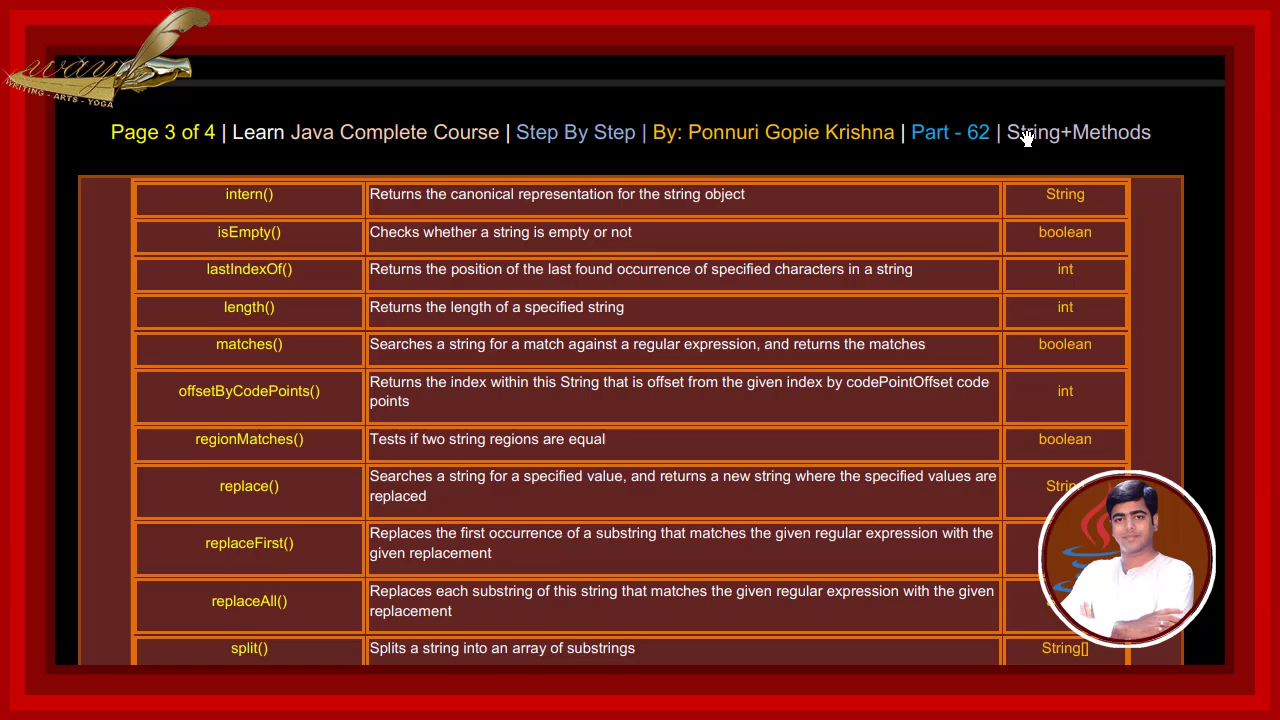 way
WRITING - ARTS - YOGA
Page 3 of 4 | Learn Java Complete Course | Step By Step | By: Ponnuri Gopie Krishna | Part - 62 | String+Methods
intern() Returns the canonical representation for the string object String
isEmpty() Checks whether a string is empty or not boolean
lastIndexOf() Returns the position of the last found occurrence of specified characters in a string int
length() Returns the length of a specified string int
matches() Searches a string for a match against a regular expression, and returns the matches boolean
offsetByCodePoints() Returns the index within this String that is offset from the given index by codePointOffset code
points int
regionMatches() Tests if two string regions are equal boolean
replace() Searches a string for a specified value, and returns a new string where the specified values are
replaced
replaceFirst() Replaces the first occurrence of a substring that matches the given regular expression with the
given replacement
replaceAll() Replaces each substring of this string that matches the given regular expression with the given
replacement
split() Splits a string into an array of substrings String[]